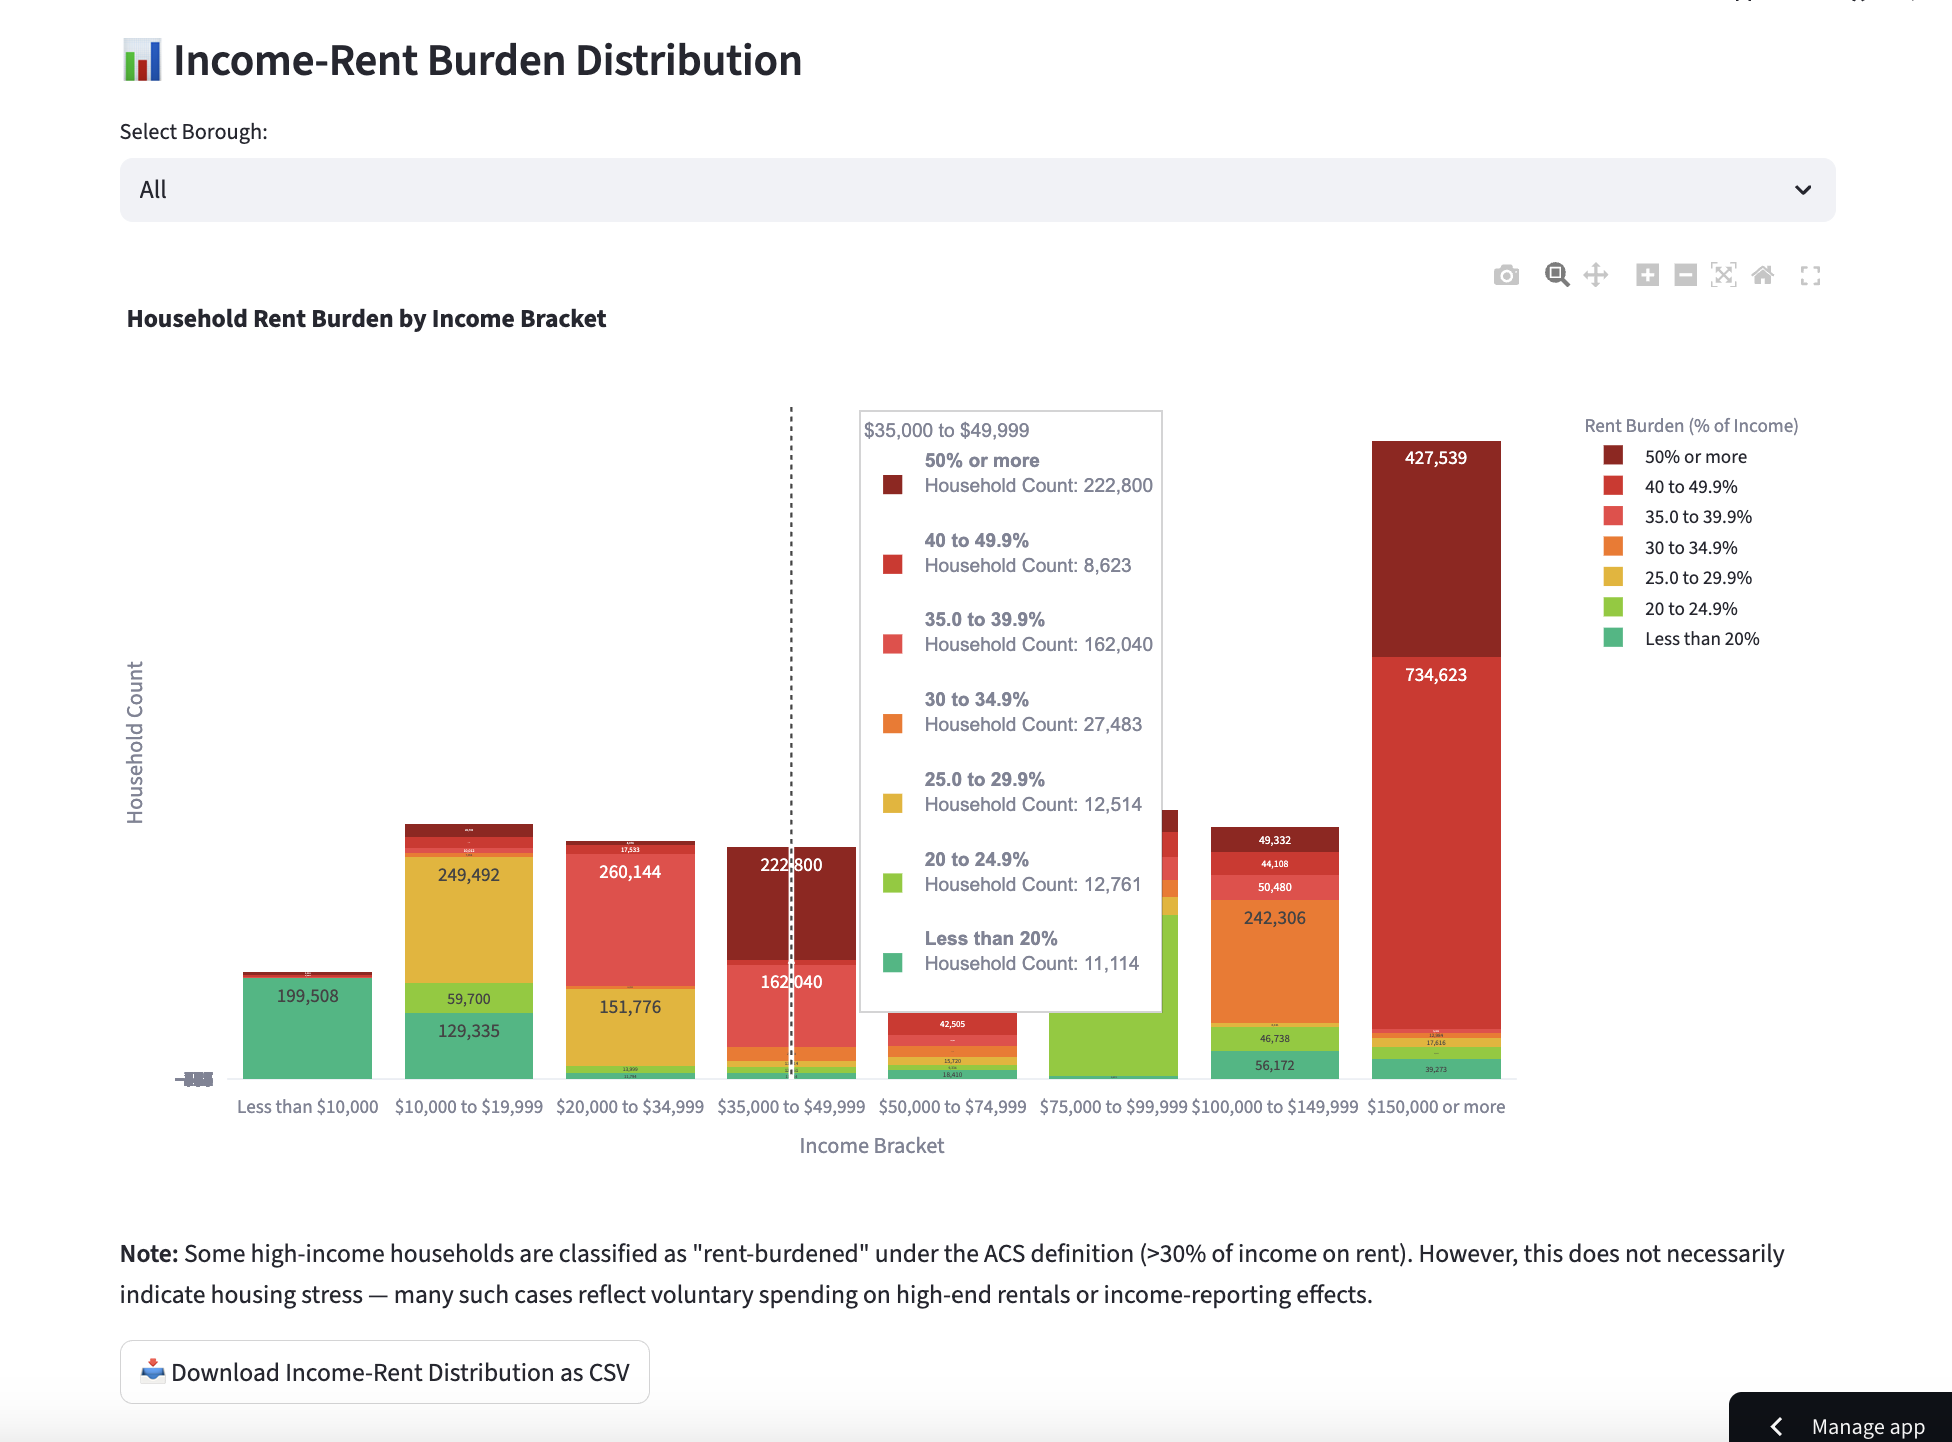 Income-Rent Burden Distribution
Select Borough:
All
Household Rent Burden by Income Bracket
Rent Burden (% of Income)
50% or more
40 to 49.9%
35.0 to 39.9%
30 to 34.9%
25.0 to 29.9%
20 to 24.9%
Less than 20%
$35,000 to $49,999
50% or more
Household Count: 222,800
40 to 49.9%
Household Count: 8,623
35.0 to 39.9%
Household Count: 162,040
30 to 34.9%
Household Count: 27,483
25.0 to 29.9%
Household Count: 12,514
20 to 24.9%
Household Count: 12,761
Less than 20%
Household Count: 11,114
Household Count
199,508
249,492
59,700
129,335
17,533
260,144
151,776
13,899
222,800
162,040
42,505
15,720
18,410
49,332
44,108
50,480
242,306
46,738
56,172
427,539
734,623
17,616
39,273
Less than $10,000
$10,000 to $19,999
$20,000 to $34,999
$35,000 to $49,999
$50,000 to $74,999
$75,000 to $99,999
$100,000 to $149,999
$150,000 or more
Income Bracket
Note: Some high-income households are classified as "rent-burdened" under the ACS definition (>30% of income on rent). However, this does not necessarily
indicate housing stress — many such cases reflect voluntary spending on high-end rentals or income-reporting effects.
Download Income-Rent Distribution as CSV
Manage app